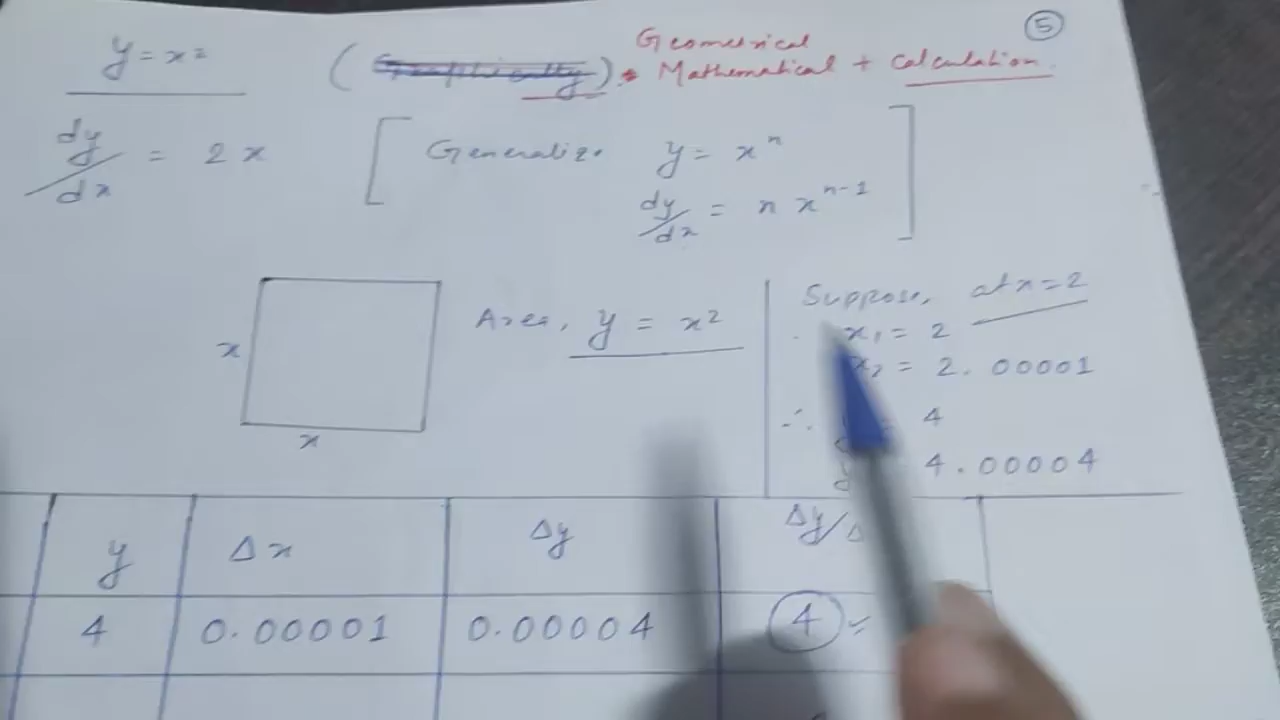 5
y = x²
Geometrical
Mathematical + Calculation.
dy/dx = 2x
Generalize y = xⁿ
dy/dx = n xⁿ⁻¹
x
x
Area, y = x²
Suppose, at x = 2
x₁ = 2
x₂ = 2.00001
∴ = 4
y 4.00004
y Δx Δy Δy/Δ
4 0.00001 0.00004 4